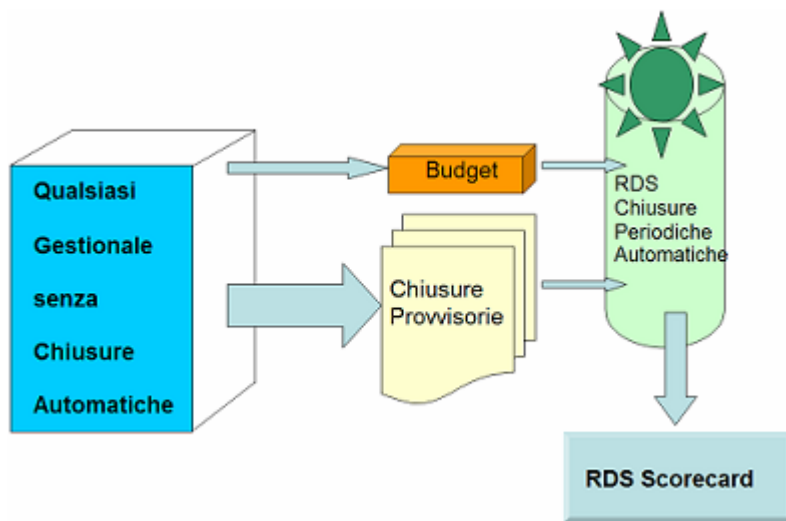 Qualsiasi
Gestionale
senza
Chiusure
Automatiche
Budget
Chiusure
Provvisorie
RDS
Chiusure
Periodiche
Automatiche
RDS Scorecard